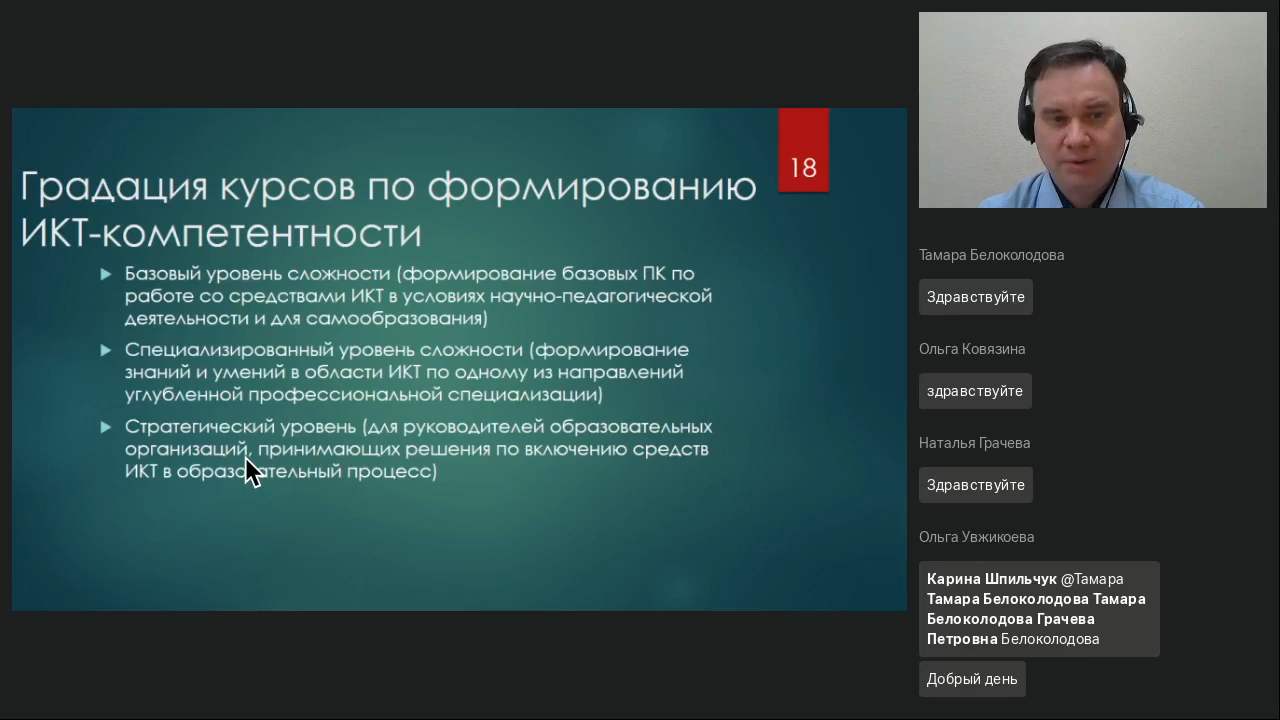 18
Градация курсов по формированию
ИКТ-компетентности
Базовый уровень сложности (формирование базовых ПК по
работе со средствами ИКТ в условиях научно-педагогической
деятельности и для самообразования)
Специализированный уровень сложности (формирование
знаний и умений в области ИКТ по одному из направлений
углубленной профессиональной специализации)
Стратегический уровень (для руководителей образовательных
организаций, принимающих решения по включению средств
ИКТ в образовательный процесс)
Тамара Белоколодова
Здравствуйте
Ольга Ковязина
здравствуйте
Наталья Грачева
Здравствуйте
Ольга Увжикоева
Карина Шпильчук @Тамара
Тамара Белоколодова Тамара
Белоколодова Грачева
Петровна Белоколодова
Добрый день